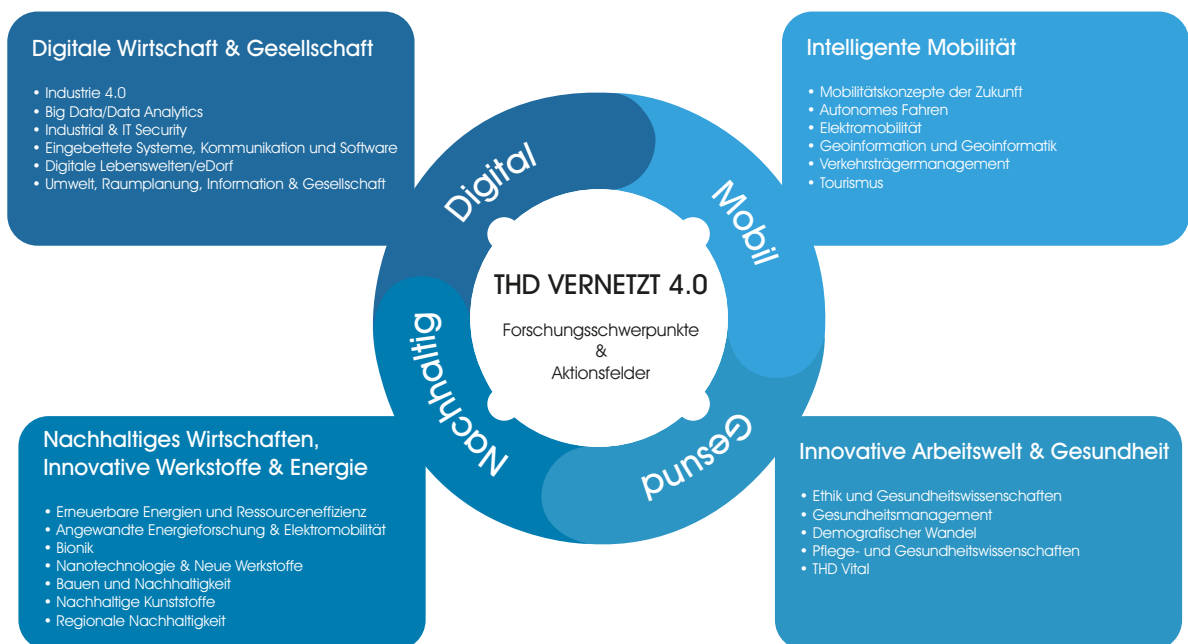 Digitale Wirtschaft & Gesellschaft
• Industrie 4.0
• Big Data/Data Analytics
• Industrial & IT Security
• Eingebettete Systeme, Kommunikation und Software
• Digitale Lebenswelten/eDorf
• Umwelt, Raumplanung, Information & Gesellschaft
Intelligente Mobilität
• Mobilitätskonzepte der Zukunft
• Autonomes Fahren
• Elektromobilität
• Geoinformation und Geoinformatik
• Verkehrsträgermanagement
• Tourismus
Digital
Mobil
THD VERNETZT 4.0
Forschungsschwerpunkte
&
Aktionsfelder
Nachhaltig
Gesund
Nachhaltiges Wirtschaften,
Innovative Werkstoffe & Energie
• Erneuerbare Energien und Ressourceneffizienz
• Angewandte Energieforschung & Elektromobilität
• Bionik
• Nanotechnologie & Neue Werkstoffe
• Bauen und Nachhaltigkeit
• Nachhaltige Kunststoffe
• Regionale Nachhaltigkeit
Innovative Arbeitswelt & Gesundheit
• Ethik und Gesundheitswissenschaften
• Gesundheitsmanagement
• Demografischer Wandel
• Pflege- und Gesundheitswissenschaften
• THD Vital